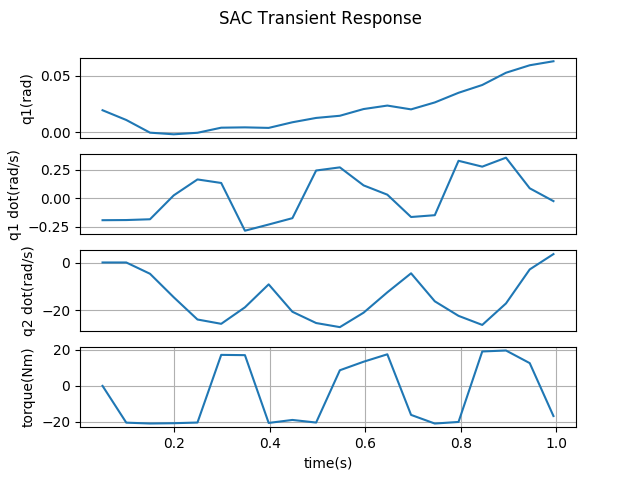 SAC Transient Response
q1(rad)
0.05
0.00
q1 dot(rad/s)
0.25
0.00
−0.25
q2 dot(rad/s)
0
−20
torque(Nm)
20
0
−20
0.2 0.4 0.6 0.8 1.0
time(s)